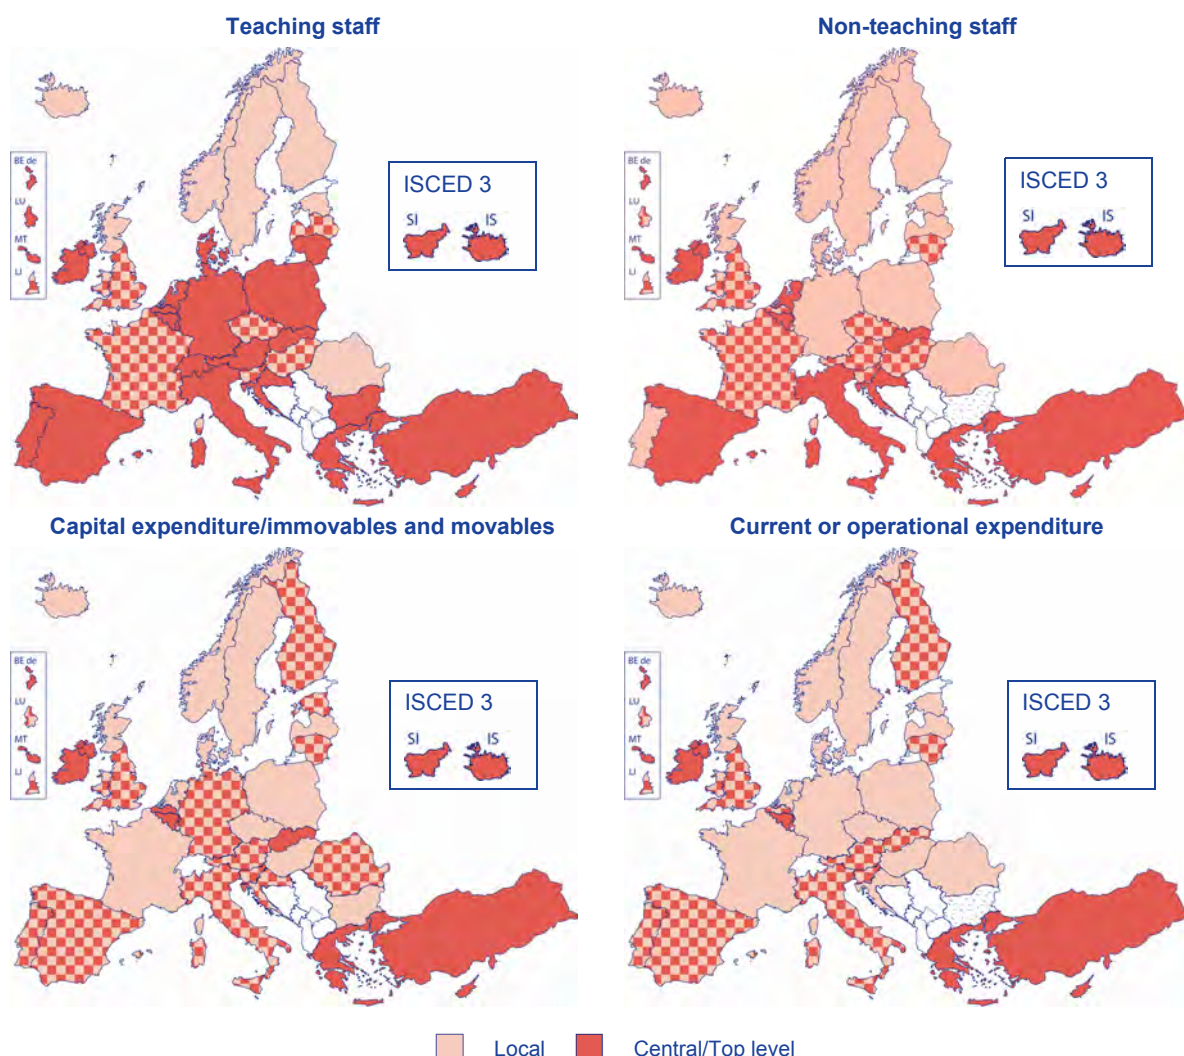 Teaching staff
Non-teaching staff
BE de
LU
MT
LI
ISCED 3
SI IS
BE de
LU
MT
LI
ISCED 3
SI IS
Capital expenditure/immovables and movables
Current or operational expenditure
BE de
LU
MT
LI
ISCED 3
SI IS
BE de
LU
MT
LI
ISCED 3
SI IS
Local Central/Top level